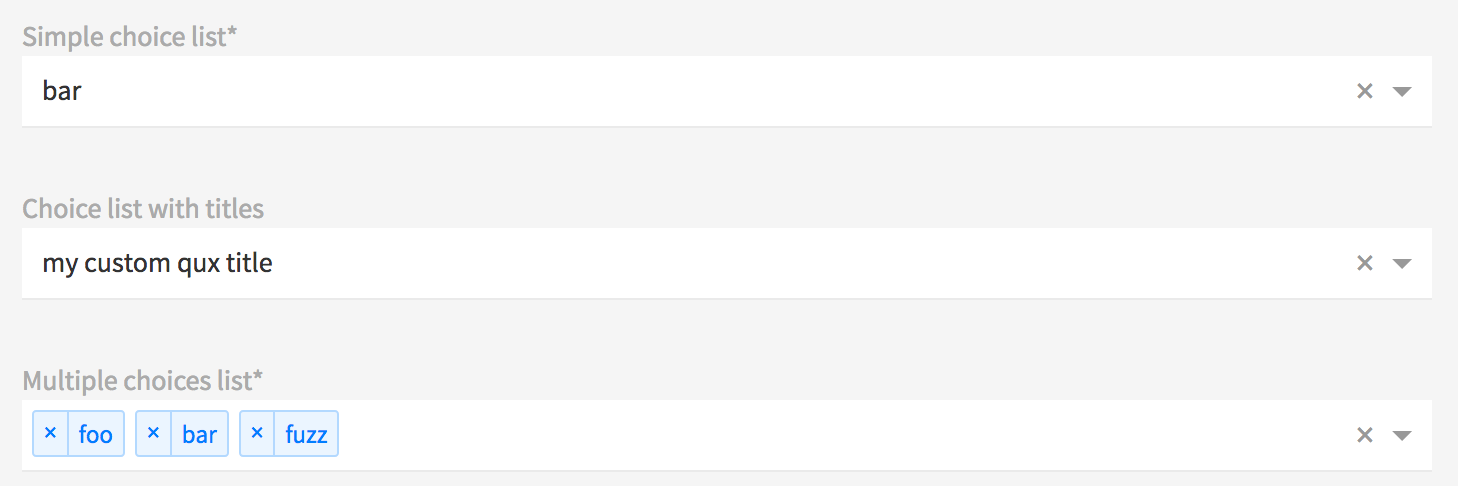 Simple choice list*
bar
Choice list with titles
my custom qux title
Multiple choices list*
× foo × bar × fuzz